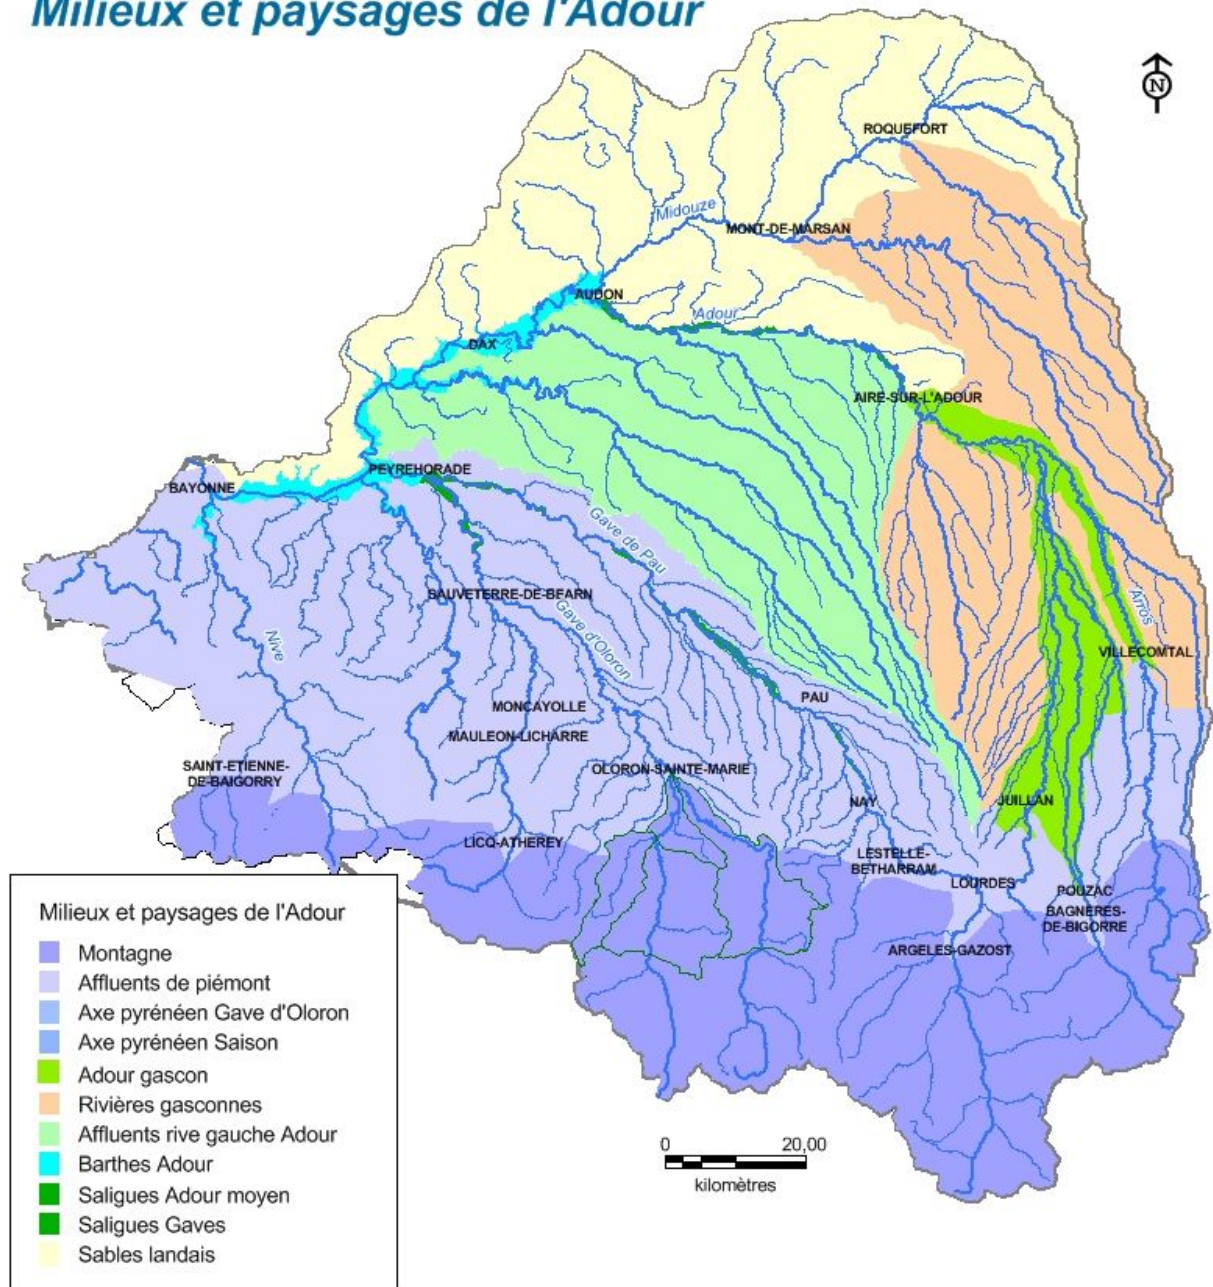 Milieux et paysages de l'Adour
N
ROQUEFORT
Midouze
MONT-DE-MARSAN
AUDON
Adour
DAX
AIRE-SUR-L'ADOUR
PEYREHORADE
BAYONNE
Gave de Pau
SAUVETERRE-DE-BEARN
Gave d'Oloron
Arros
Nive
VILLECOMTAL
PAU
MONCAYOLLE
MAULEON-LICHARRE
SAINT-ETIENNE-
DE-BAIGORRY
OLORON-SAINTE-MARIE
NAY
JUILLAN
LICQ-ATHEREY
LESTELLE-
BETHARRAM
LOURDES
POUZAC
BAGNERES-
DE-BIGORRE
ARGELES-GAZOST
Milieux et paysages de l'Adour
Montagne
Affluents de piémont
Axe pyrénéen Gave d'Oloron
Axe pyrénéen Saison
Adour gascon
Rivières gasconnes
Affluents rive gauche Adour
Barthes Adour
Saligues Adour moyen
Saligues Gaves
Sables landais
0 20,00
kilomètres